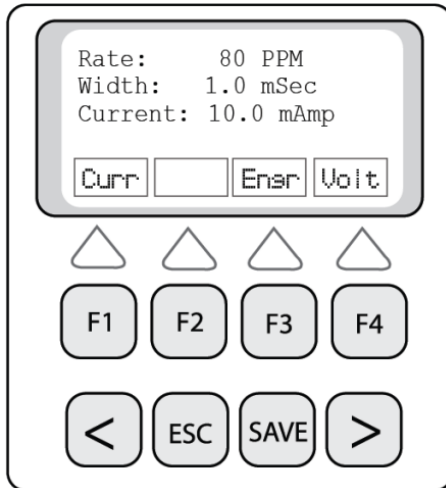 Rate: 80 PPM
Width: 1.0 mSec
Current: 10.0 mAmp
Curr Ener Volt
F1 F2 F3 F4
< ESC SAVE >